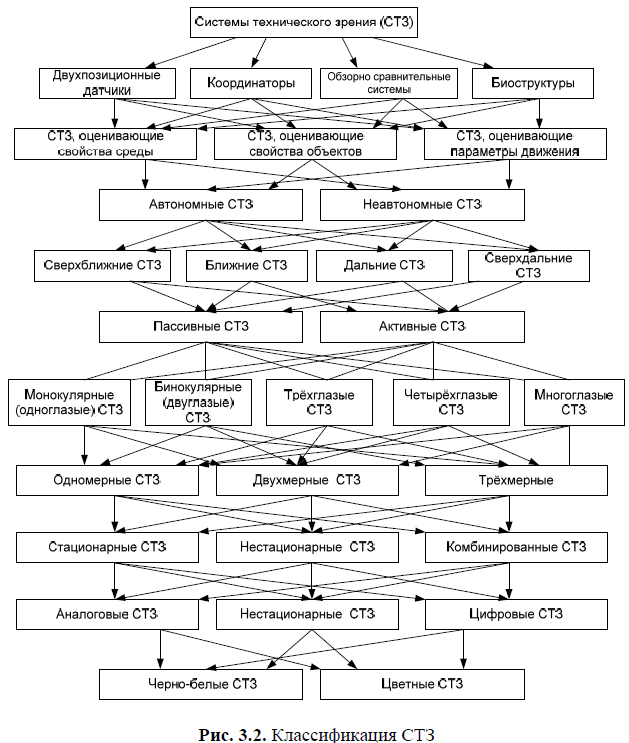 Системы технического зрения (СТЗ)
Двухпозиционные
датчики
Координаторы
Обзорно сравнительные
системы
Биоструктуры
СТЗ, оценивающие
свойства среды
СТЗ, оценивающие
свойства объектов
СТЗ, оценивающие
параметры движения
Автономные СТЗ
Неавтономные СТЗ
Сверхближние СТЗ
Ближние СТЗ
Дальние СТЗ
Сверхдальние
СТЗ
Пассивные СТЗ
Активные СТЗ
Монокулярные
(одноглазые) СТЗ
Бинокулярные
(двуглазые)
СТЗ
Трёхглазые
СТЗ
Четырёхглазые
СТЗ
Многоглазые
СТЗ
Одномерные СТЗ
Двухмерные СТЗ
Трёхмерные
Стационарные СТЗ
Нестационарные СТЗ
Комбинированные СТЗ
Аналоговые СТЗ
Нестационарные СТЗ
Цифровые СТЗ
Черно-белые СТЗ
Цветные СТЗ
Рис. 3.2. Классификация СТЗ